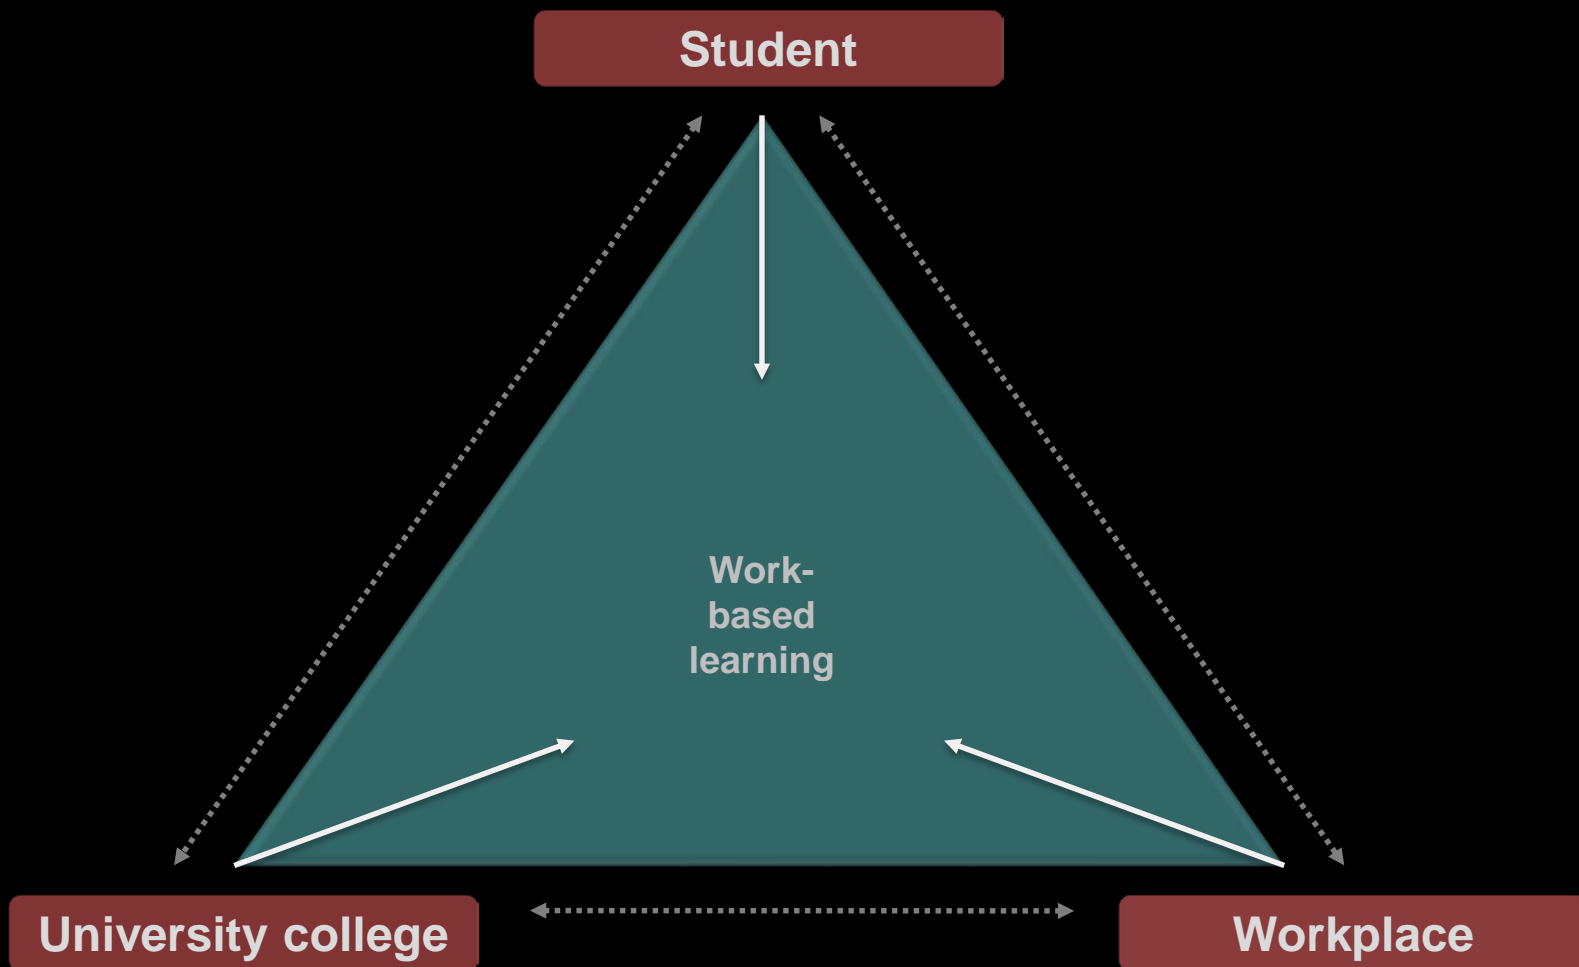 Student
Work-
based
learning
University college
Workplace